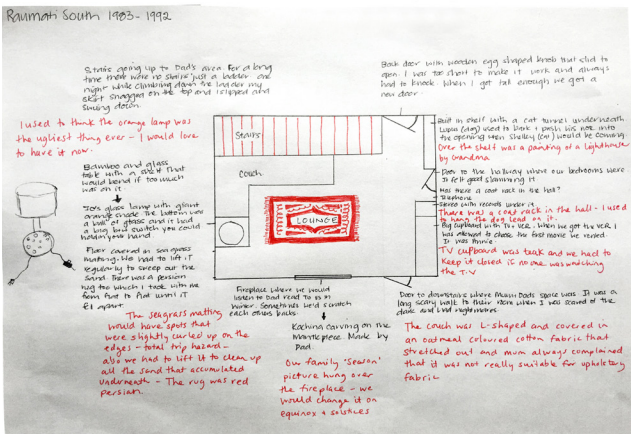 Raumati South 1983-1992
Stairs going up to Dad's area. For a long
time there were no stairs just a ladder one
night while climbing down the ladder my
skirt snagged on the top and I tripped and
swung down.
Back door with wooden egg shaped knob that slid to
open. I was too short to make it work and always
had to knock. When I got tall enough we got a
new door.
I used to think the orange lamp was
the ugliest thing ever - I would love
to have it now.
Bamboo and glass
table with a shelf that
would bend if too much
was on it
70s glass lamp with giant
orange shade. The bottom was
a ball of glass and it had
a big foot switch you could
hold in your hand
Floor covered in sea grass
matting. We had to lift it
regularly to sweep out the
sand. There was a persian
rug too which I took with me
from flat to flat until it
fell apart.
The seagrass matting
would have spots that
were slightly curled up on the
edges - total trip hazard -
also we had to lift it to clean up
all the sand that accumulated
underneath - The rug was red
Persian.
Stairs
Couch
LOUNGE
Fireplace where we would
listen to Dad read to us in
winter. Sometimes we'd scratch
each others backs
Kachina carving on the
mantlepiece. Made by
Dad.
Our family 'season'
picture hung over
the fireplace - we
would change it on
equinox & solstices
Built in shelf with a cat tunnel underneath
(dog) used to bark + push his nose into
the opening when Smiley (cat) would be coming
Over the shelf was a painting of a Lighthouse
by Grandma
Door to the hallway where our bedrooms were
It felt good slamming it
Was there a coat rack in the hall?
Telephone
Stereo with records under it
There was a coat rack in the hall - I used
to hang the dog lead on it.
Big cupboard with TV + VCR. When we got the VCR I
was allowed to choose the first movie we rented
It was Annie
TV cupboard was teak and we had to
keep it closed if no one was watching
the T.V
Door to downstairs where Mum + Dads space was. It was a
long scary walk to their room when I was scared of the
dark and had nightmares
The couch was L-shaped and covered in
an oatmeal coloured cotton fabric that
stretched out and mum always complained
that it was not really suitable for upholstery
fabric